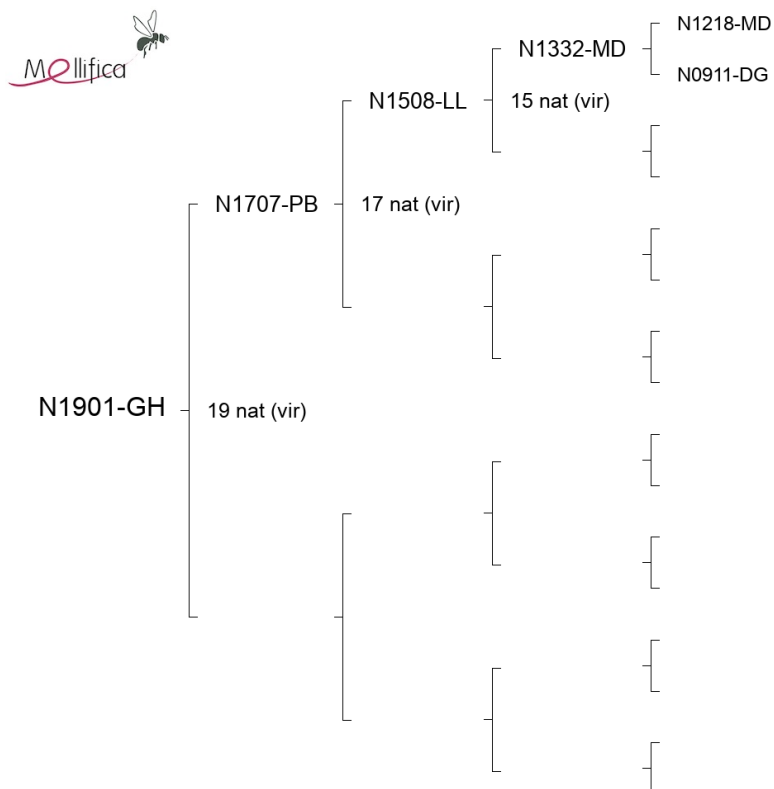 Mellifica
N1218-MD
N1332-MD
N0911-DG
N1508-LL
15 nat (vir)
N1707-PB
17 nat (vir)
N1901-GH
19 nat (vir)